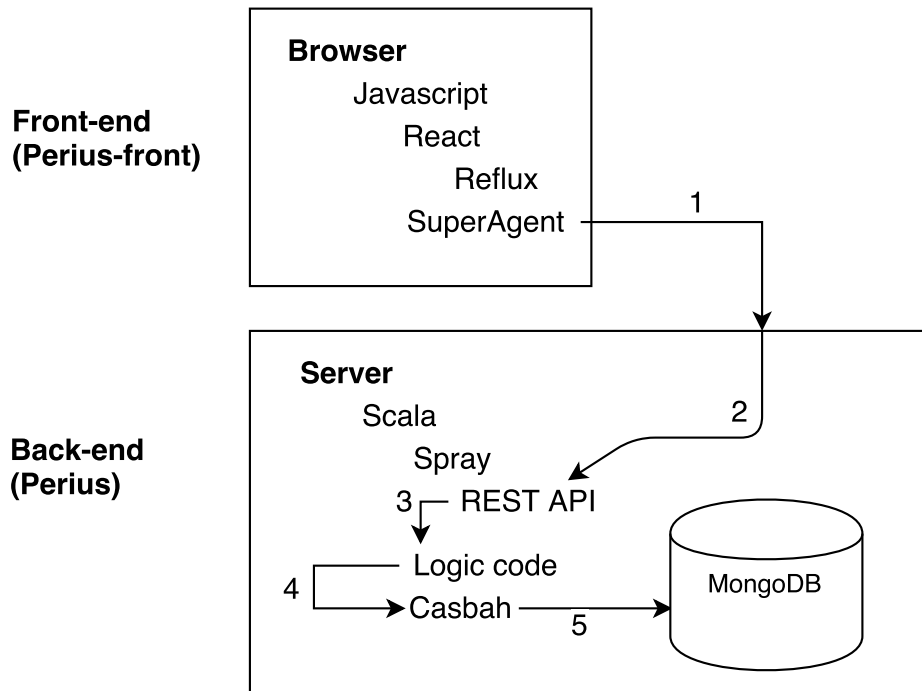 Browser
Javascript
Front-end
(Perius-front)
React
Reflux
SuperAgent
1
Server
Scala
2
Back-end
(Perius)
Spray
3
REST API
Logic code
4
Casbah
5
MongoDB